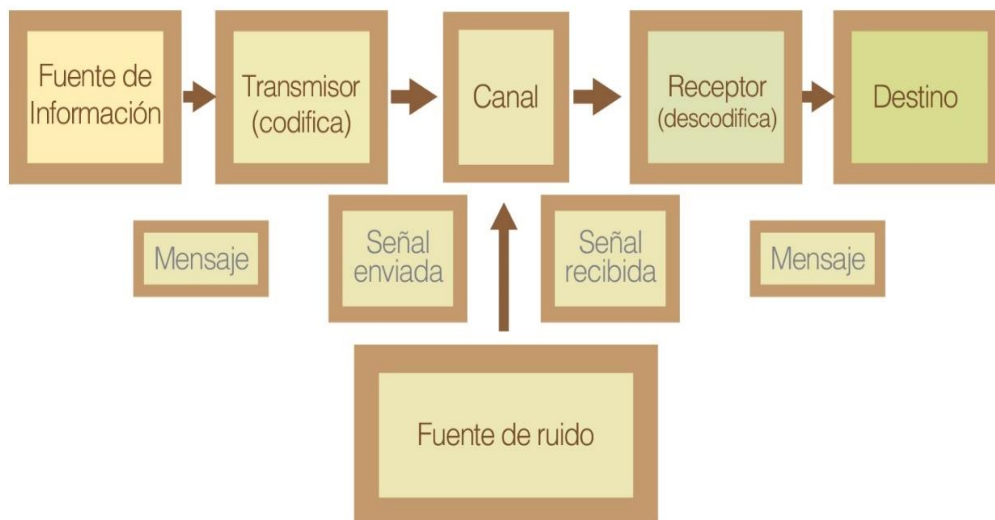 Fuente de
Información
Transmisor
(codifica)
Canal
Receptor
(descodifica)
Destino
Mensaje
Señal
enviada
Señal
recibida
Mensaje
Fuente de ruido